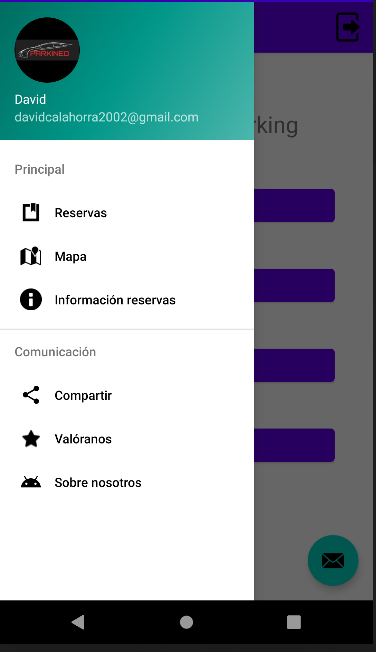 PARKINED
David
davidcalahorra2002@gmail.com
rking
Principal
Reservas
Mapa
Información reservas
Comunicación
Compartir
Valóranos
Sobre nosotros